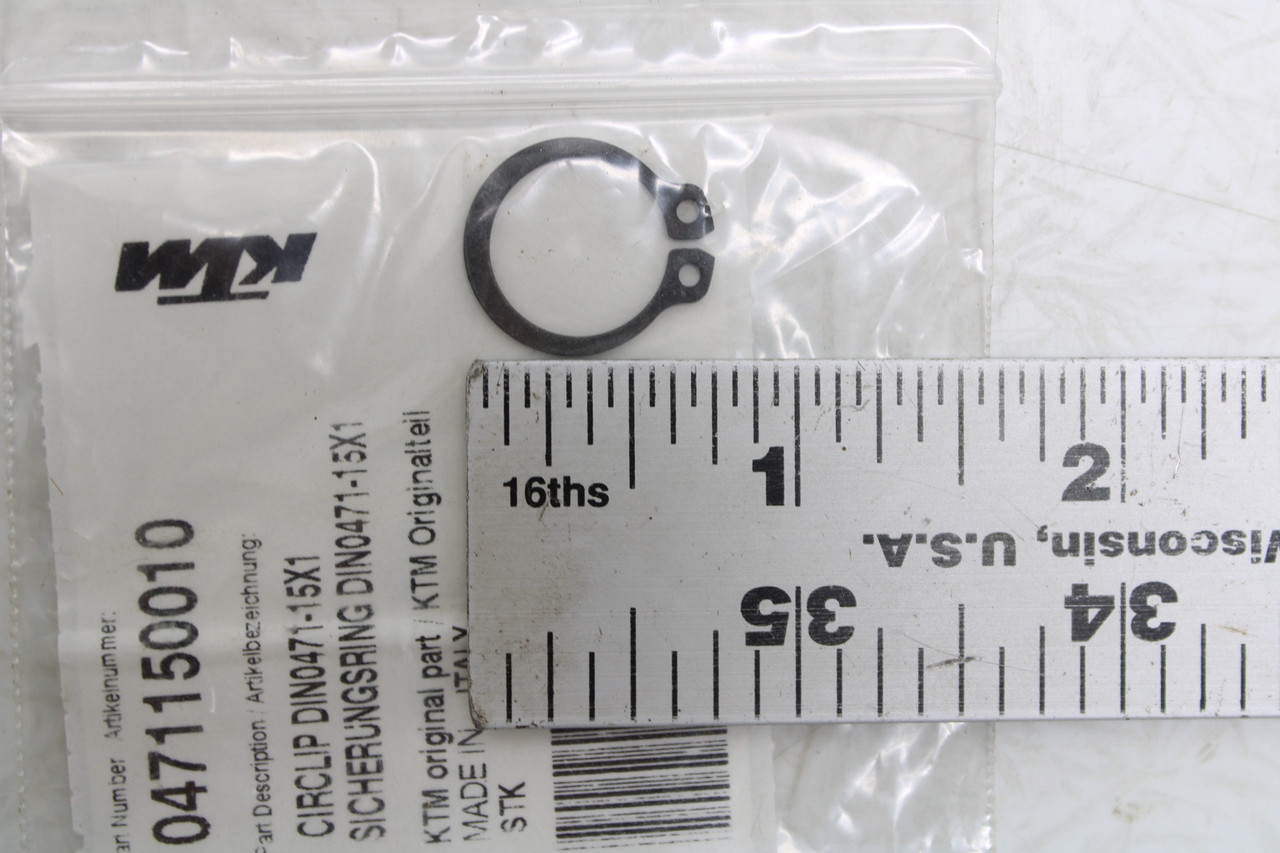 KTM
Part Number Artikelnummer:
0471150010
Part Description / Artikelbezeichnung:
CIRCLIP DIN0471-15X1
SICHERUNGSRING DIN0471-15X1
KTM original part / KTM Originalteil
MADE IN ITALY
STK
16ths
1
2
Wisconsin, U.S.A.
35
34